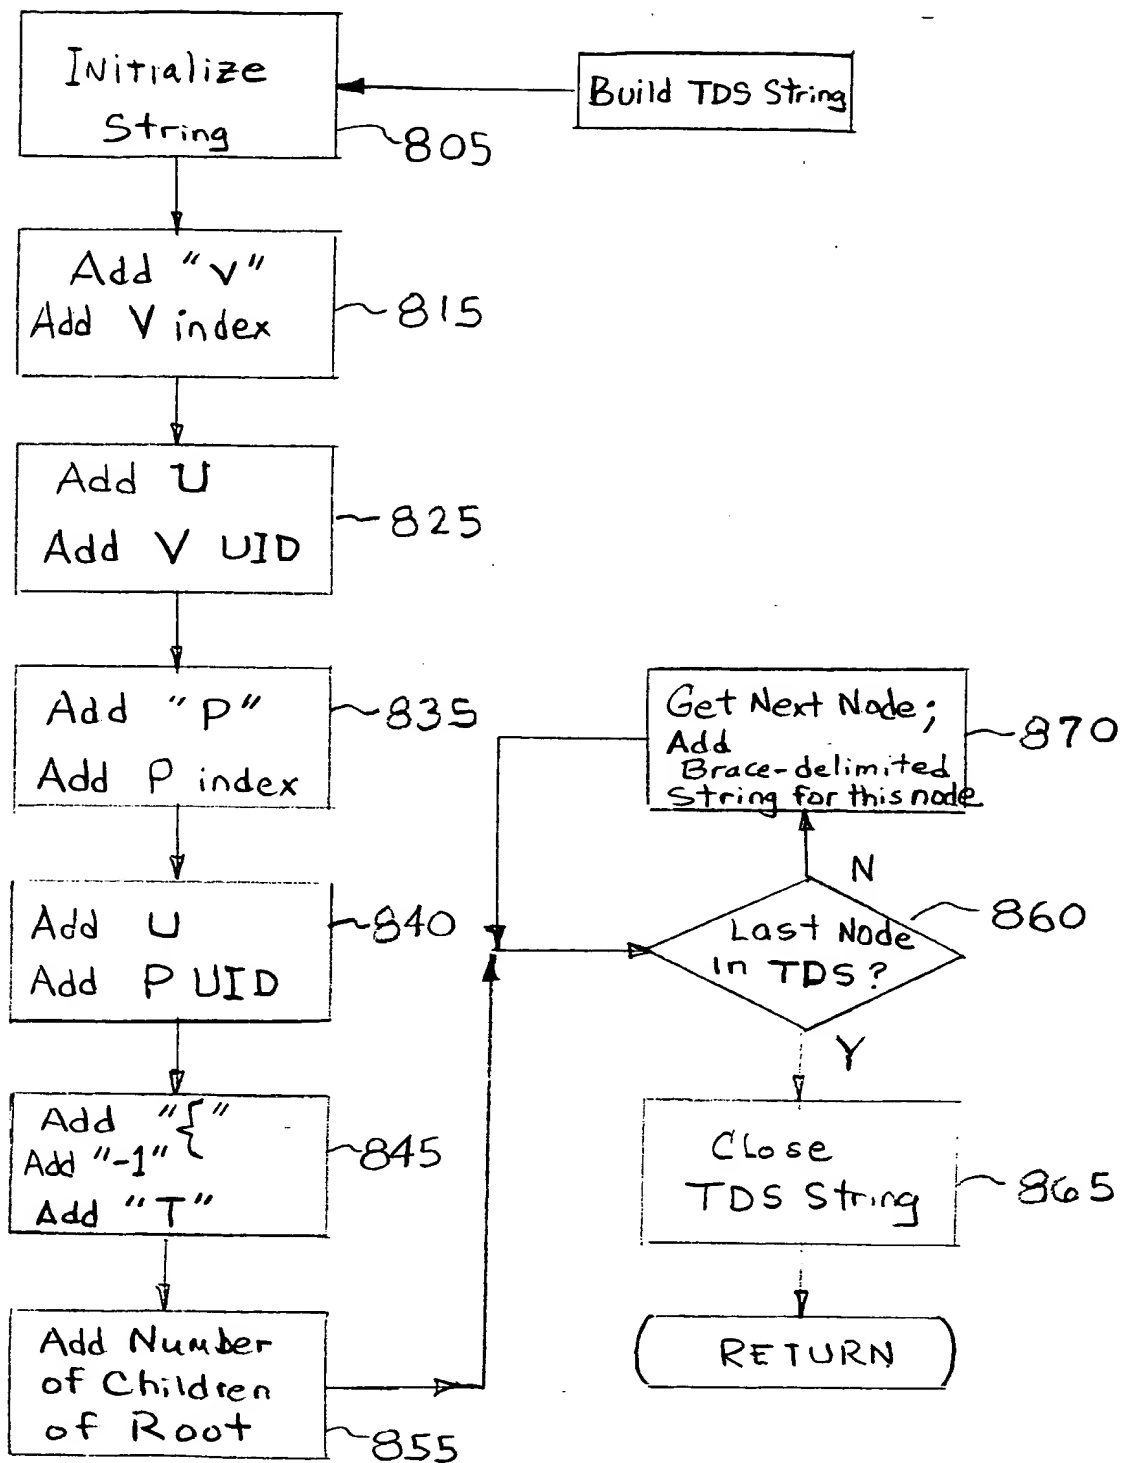 Initialize
String
805
Build TDS String
Add "V"
Add V index
815
Add U
Add V UID
825
Add "P"
Add P index
835
Add U
Add P UID
840
Add "{"
Add "-1"
Add "T"
845
Add Number
of Children
of Root
855
Get Next Node;
Add
Brace-delimited
String for this node
870
N
Last Node
in TDS?
860
Y
Close
TDS String
865
RETURN